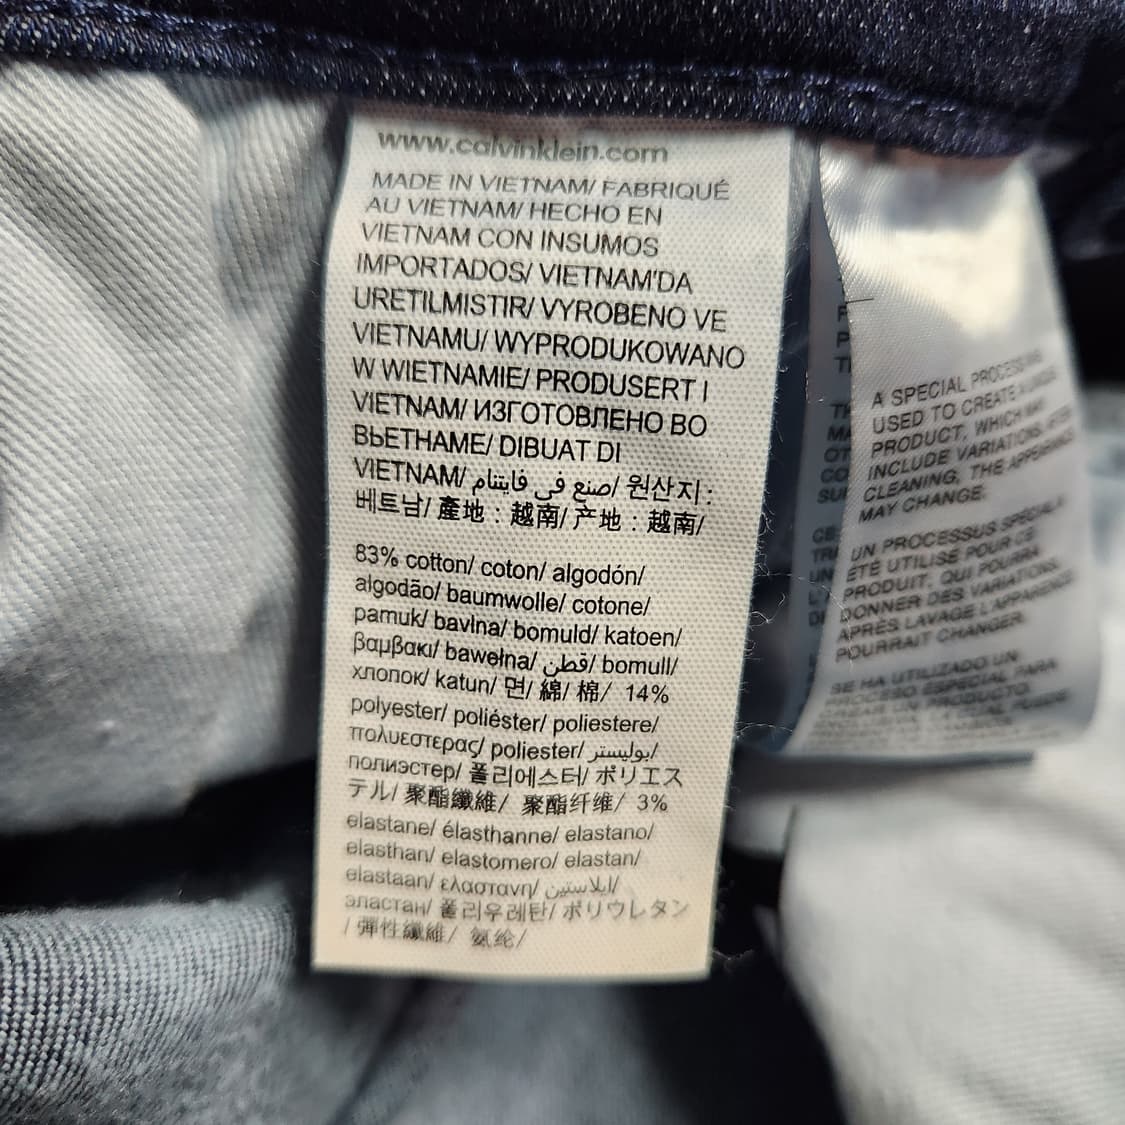 www.calvinklein.com
MADE IN VIETNAM/ FABRIQUÉ
AU VIETNAM/ HECHO EN
VIETNAM CON INSUMOS
IMPORTADOS/ VIETNAM'DA
URETILMISTIR/ VYROBENO VE
VIETNAMU/ WYPRODUKOWANO
W WIETNAMIE/ PRODUSERT I
VIETNAM/ ИЗГОТОВЛЕНО ВО
ВЬЕТНАМЕ/ DIBUAT DI
VIETNAM/ صنع في فايتنام/ 원산지 :
베트남/ 產地 : 越南/ 产地 : 越南/
83% cotton/ coton/ algodón/
algodão/ baumwolle/ cotone/
pamuk/ bavlna/ bomuld/ katoen/
βαμβακι/ bawełna/ قطن/ bomull/
хлопок/ katun/ 면/ 綿/ 棉/ 14%
polyester/ poliéster/ poliestere/
πολυεστερας/ poliester/ بوليستر/
полиэстер/ 폴리에스터/ ポリエス
テル/ 聚酯纖維/ 聚酯纤维/ 3%
elastane/ élasthanne/ elastano/
elasthan/ elastomero/ elastan/
elastaan/ ελαστανη/ ايلاستين/
эластан/ 폴리우레탄/ ポリウレタン
/ 彈性纖維/ 氨纶/
A SPECIAL PROCESS
USED TO CREATE A UNIQUE
PRODUCT, WHICH MAY
INCLUDE VARIATIONS. AFTER
CLEANING, THE APPEARANCE
MAY CHANGE.
UN PROCESSUS SPÉCIAL A
ÉTÉ UTILISÉ POUR CE
PRODUIT, QUI POURRA
DONNER DES VARIATIONS.
APRÈS LAVAGE L'APPARENCE
POURRAIT CHANGER.
SE HA UTILIZADO UN
PROCESO ESPECIAL PARA